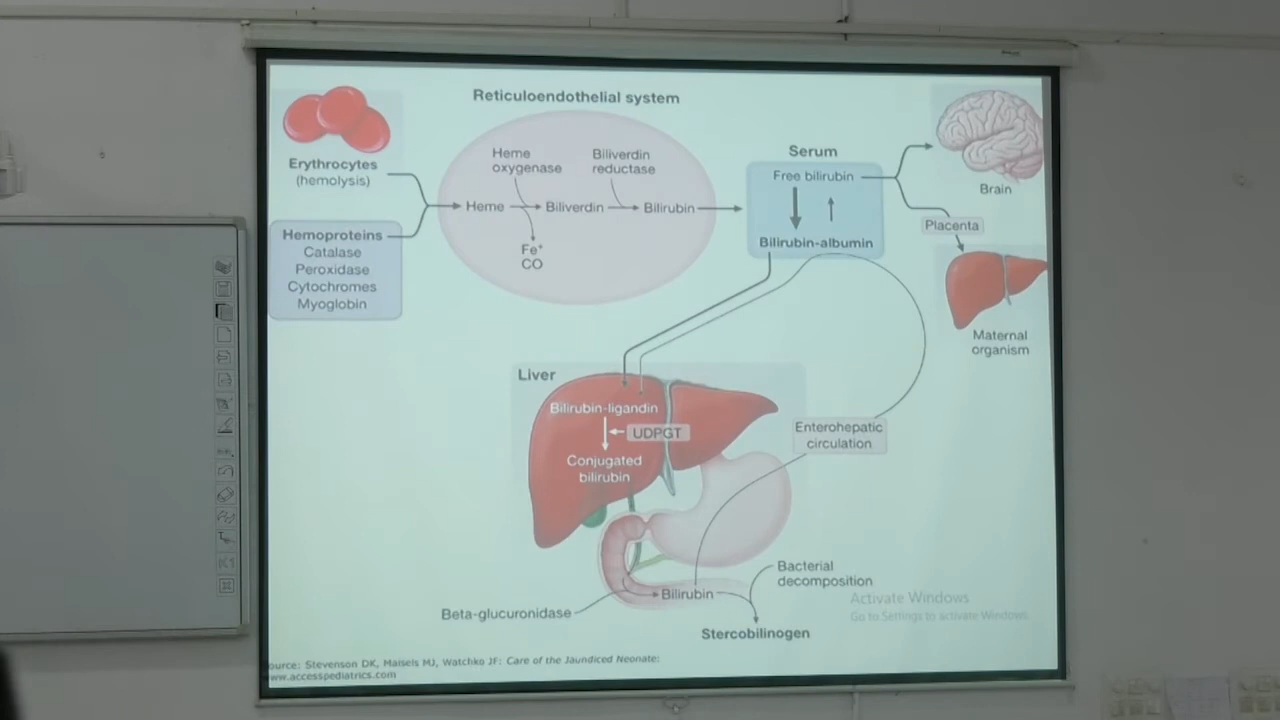 Reticuloendothelial system
Erythrocytes
(hemolysis)
Hemoproteins
Catalase
Peroxidase
Cytochromes
Myoglobin
Heme
oxygenase
Biliverdin
reductase
Heme
Biliverdin
Bilirubin
Fe⁺
CO
Serum
Free bilirubin
Bilirubin-albumin
Brain
Placenta
Maternal
organism
Liver
Bilirubin-ligandin
UDPGT
Conjugated
bilirubin
Enterohepatic
circulation
Bacterial
decomposition
Beta-glucuronidase
Bilirubin
Stercobilinogen
Activate Windows
Go to Settings to activate Windows.
ource: Stevenson DK, Maisels MJ, Watchko JF: Care of the Jaundiced Neonate:
www.accesspediatrics.com